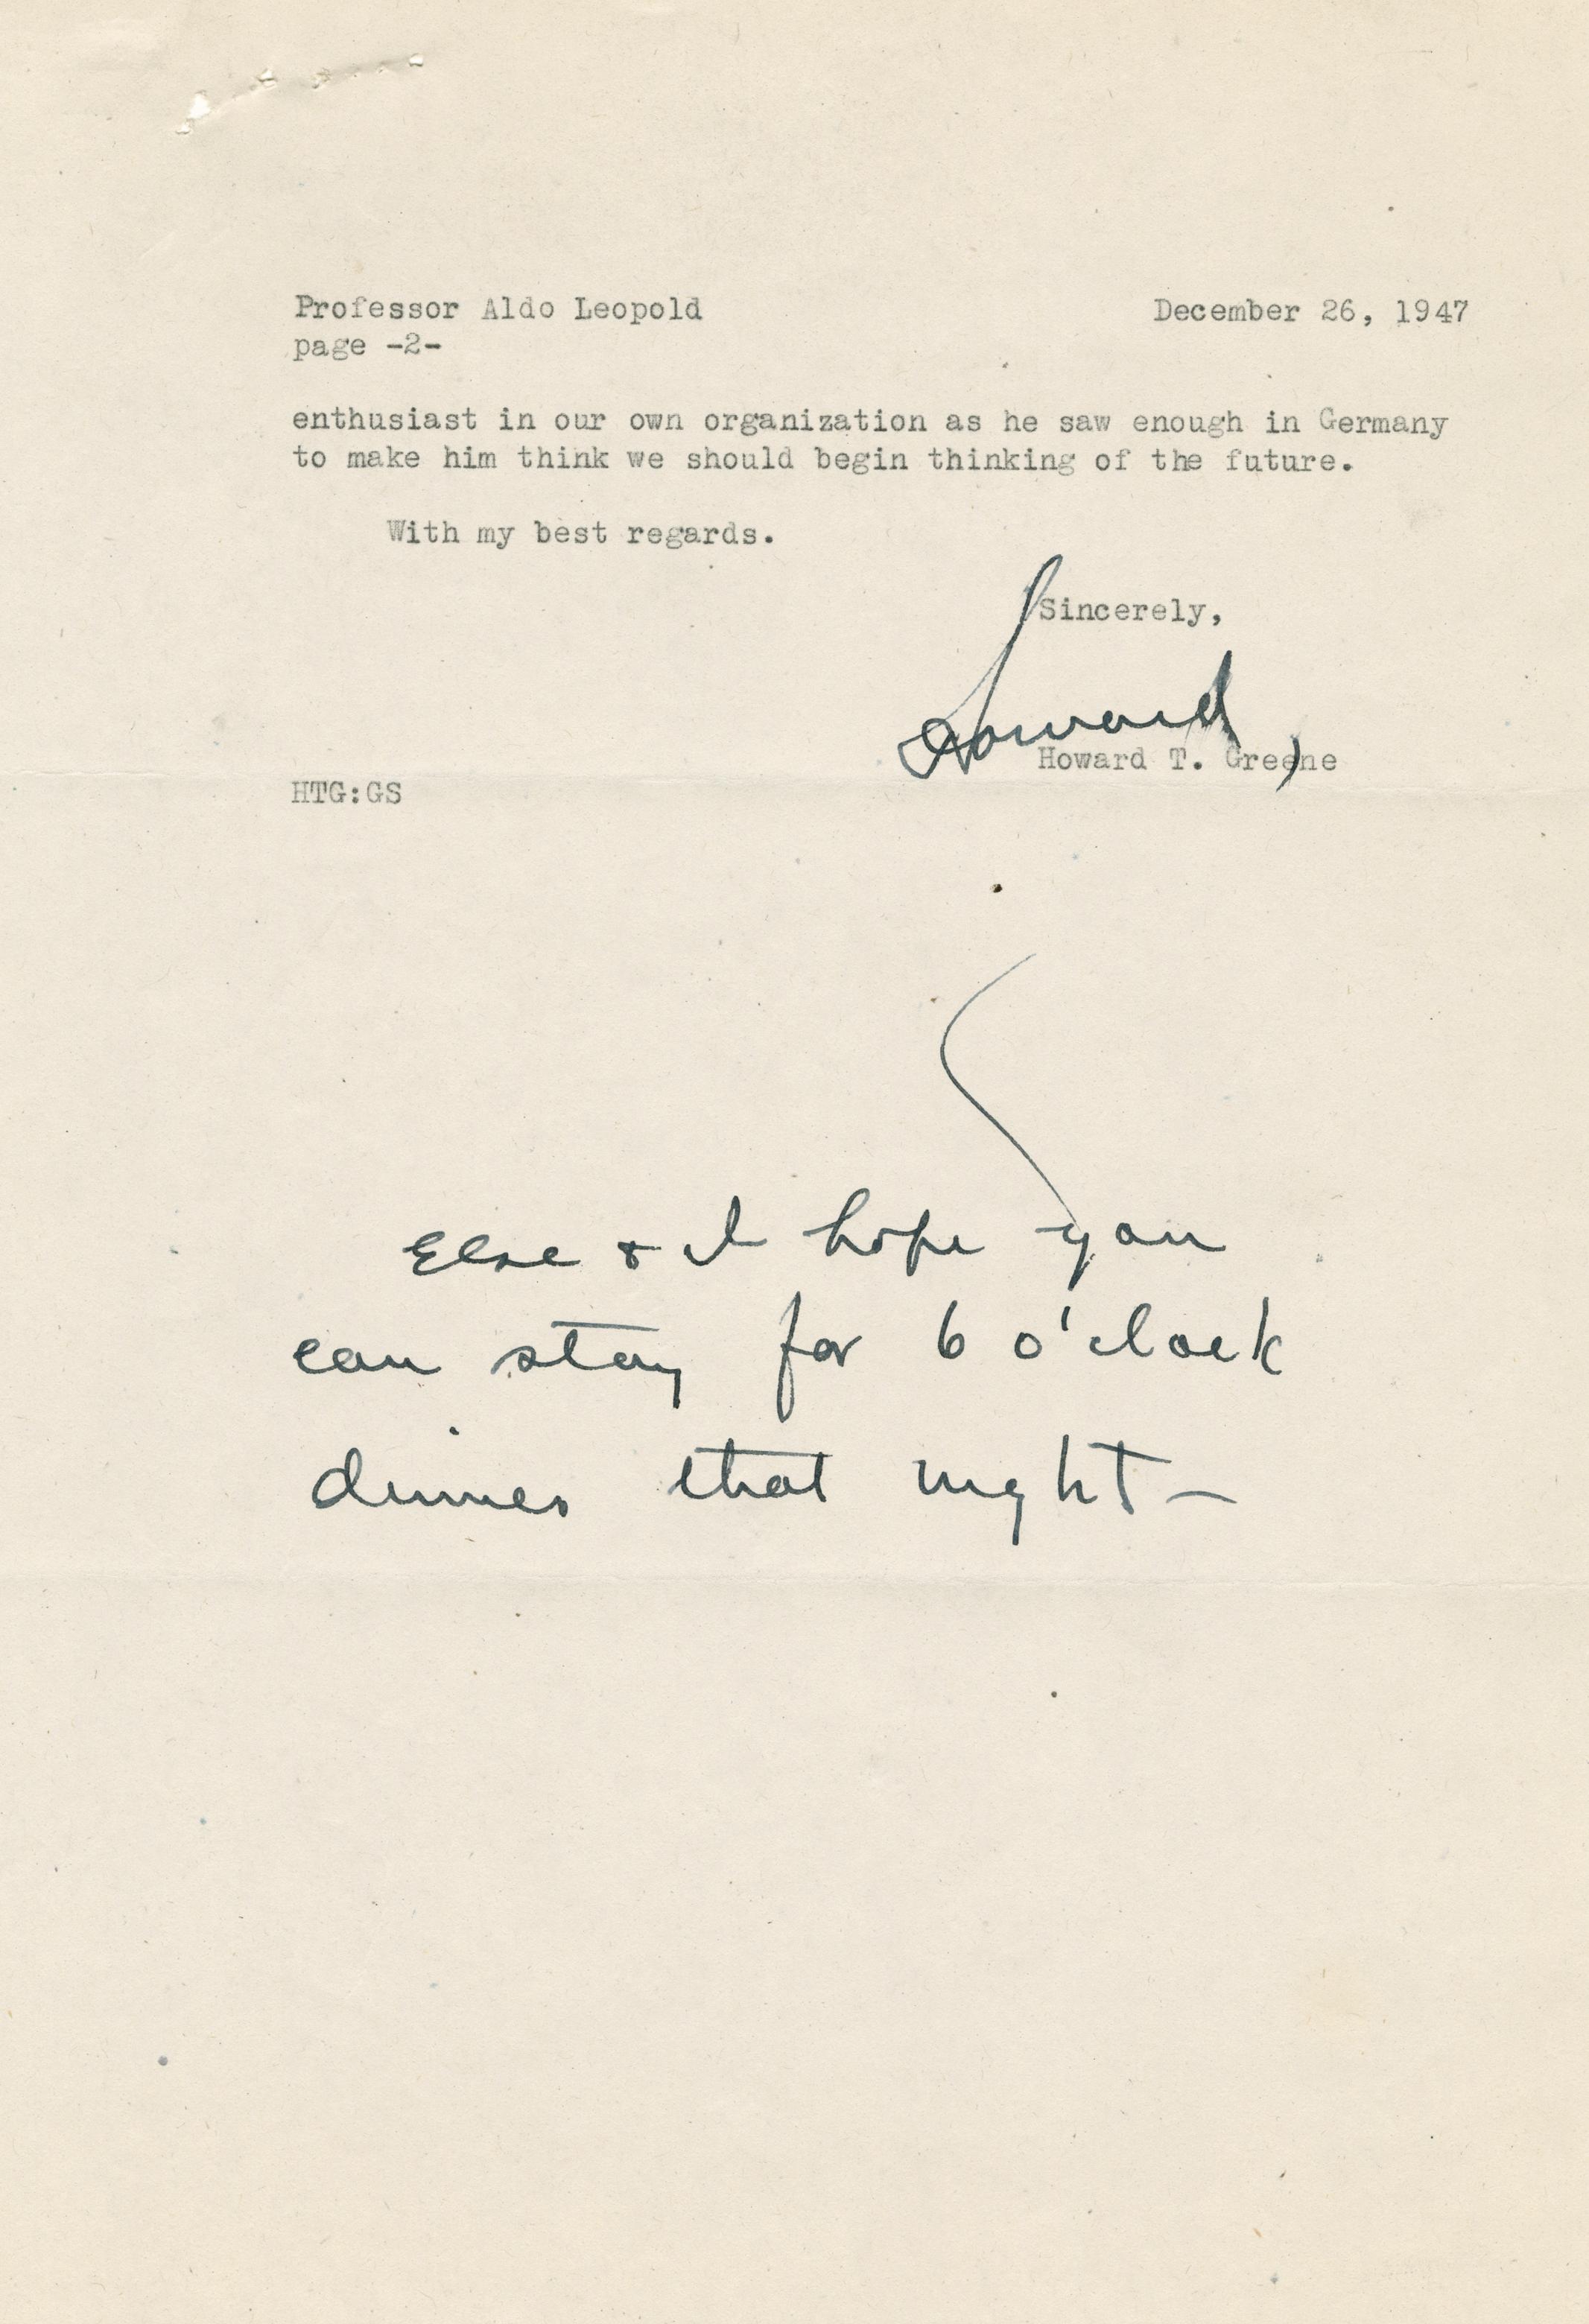 Professor Aldo Leopold December 26, 1947
page -2-
enthusiast in our own organization as he saw enough in Germany
to make him think we should begin thinking of the future.
With my best regards.
Sincerely,
Howard
Howard T. Greene
HTG:GS
Else & I hope you
can stay for 6 o'clock
dinner that night —